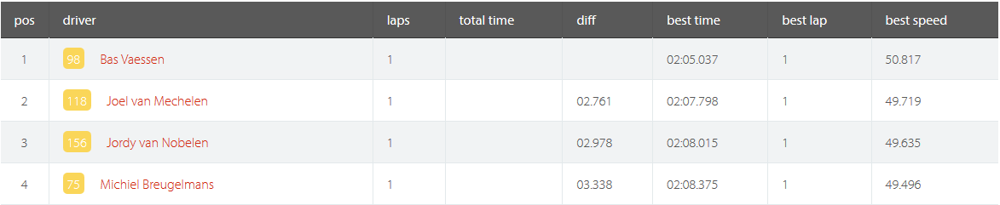 pos driver laps total time diff best time best lap best speed
1 98 Bas Vaessen 1 02:05.037 1 50.817
2 118 Joel van Mechelen 1 02.761 02:07.798 1 49.719
3 156 Jordy van Nobelen 1 02.978 02:08.015 1 49.635
4 75 Michiel Breugelmans 1 03.338 02:08.375 1 49.496